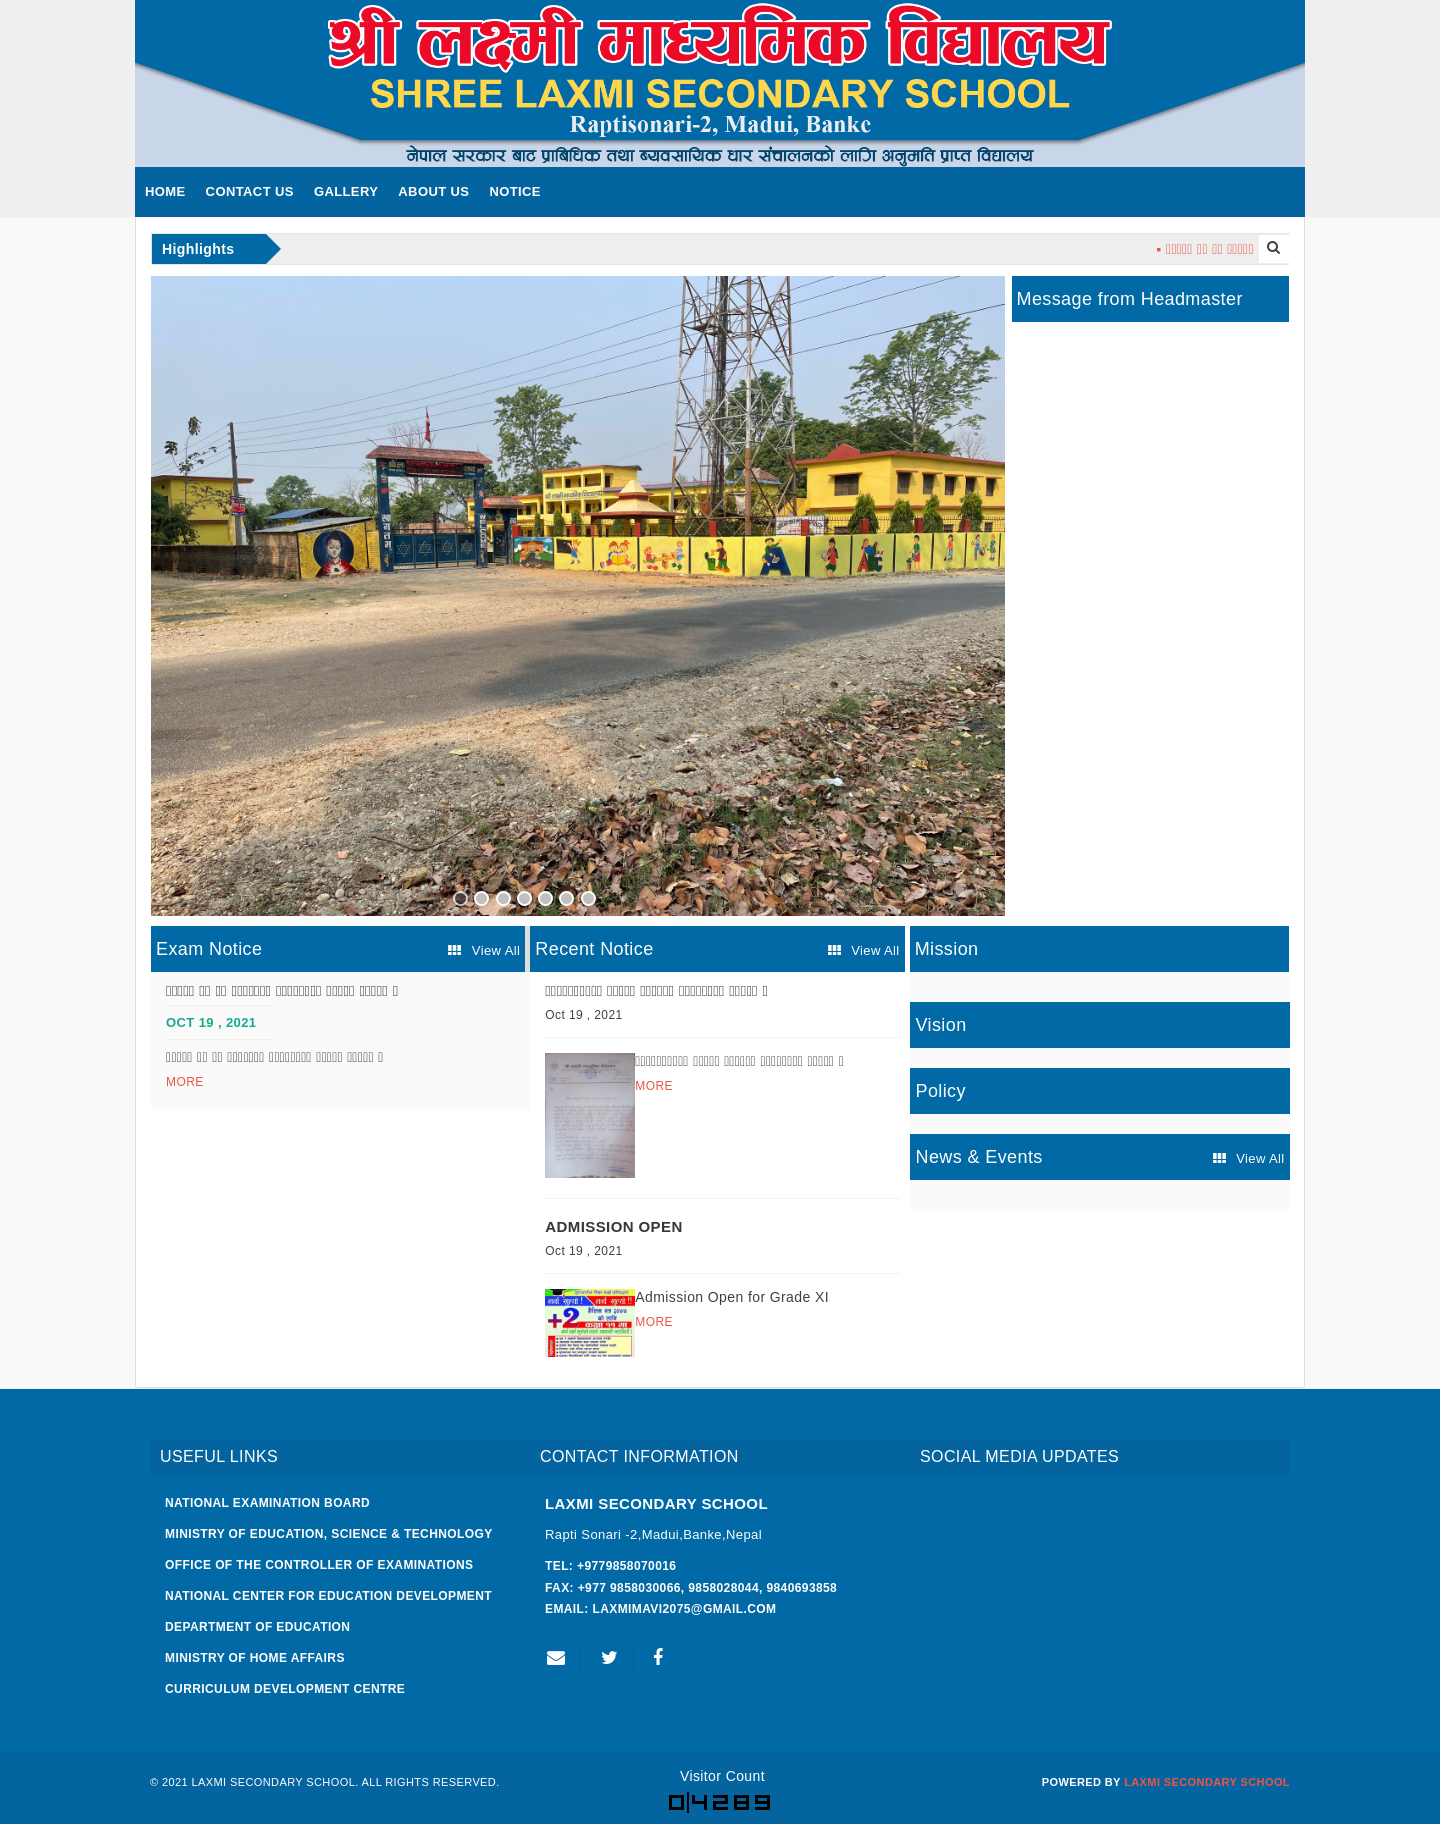 श्री लक्ष्मी माध्यमिक विद्यालय
SHREE LAXMI SECONDARY SCHOOL
Raptisonari-2, Madui, Banke
नेपाल सरकार बाट प्राबिधिक तथा ब्यवसायिक धार संचालनको लागि अनुमति प्राप्त विद्यालय
HOME CONTACT US GALLERY ABOUT US NOTICE
Highlights
Message from Headmaster
स्वागतम्
Exam Notice View All
OCT 19 , 2021
MORE
Recent Notice View All
Oct 19 , 2021
MORE
ADMISSION OPEN
Oct 19 , 2021
भर्ना खुल्यो ! भर्ना खुल्यो !
+2
कक्षा ११ मा
Admission Open for Grade XI
MORE
Mission
Vision
Policy
News & Events View All
USEFUL LINKS
NATIONAL EXAMINATION BOARD
MINISTRY OF EDUCATION, SCIENCE & TECHNOLOGY
OFFICE OF THE CONTROLLER OF EXAMINATIONS
NATIONAL CENTER FOR EDUCATION DEVELOPMENT
DEPARTMENT OF EDUCATION
MINISTRY OF HOME AFFAIRS
CURRICULUM DEVELOPMENT CENTRE
CONTACT INFORMATION
LAXMI SECONDARY SCHOOL
Rapti Sonari -2,Madui,Banke,Nepal
TEL: +9779858070016
FAX: +977 9858030066, 9858028044, 9840693858
EMAIL: LAXMIMAVI2075@GMAIL.COM
SOCIAL MEDIA UPDATES
© 2021 LAXMI SECONDARY SCHOOL. ALL RIGHTS RESERVED.
Visitor Count
04289
POWERED BY LAXMI SECONDARY SCHOOL